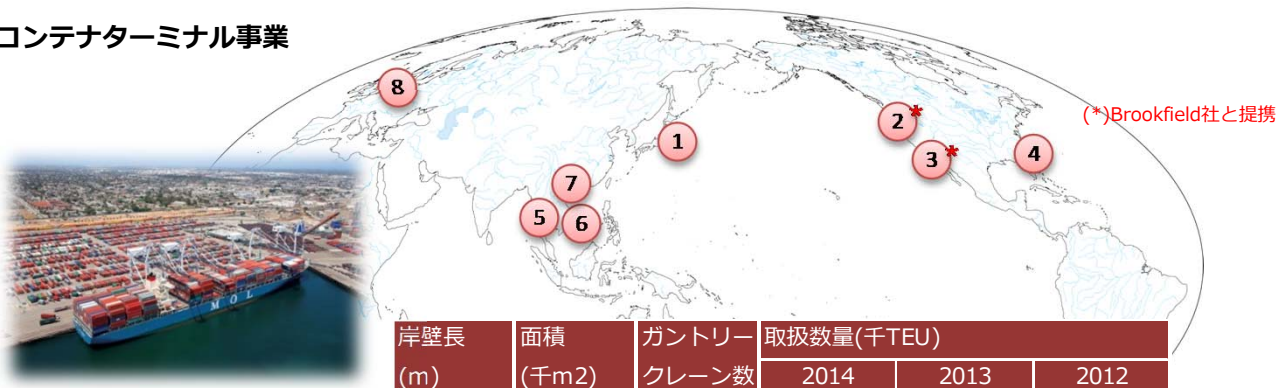 コンテナターミナル事業
8
2*
(*)Brookfield社と提携
1
3*
4
7
5
6
MOL
岸壁長 面積 ガントリー 取扱数量(千TEU)
(m) (千m2) クレーン数 2014 2013 2012